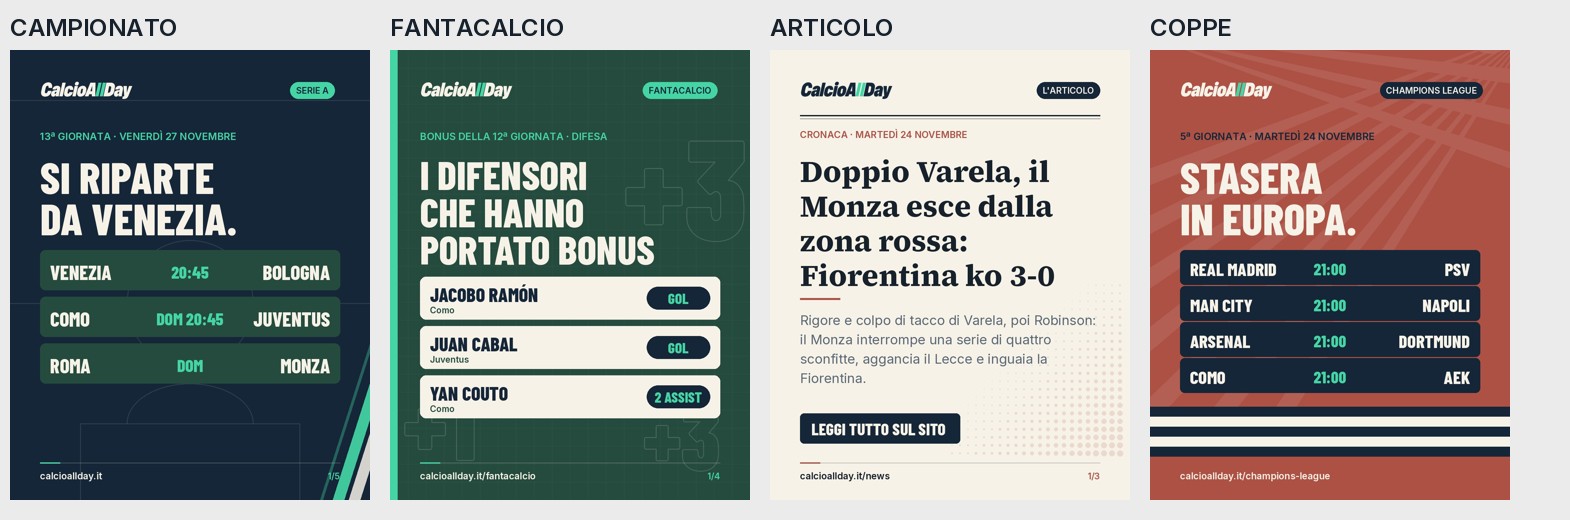 CAMPIONATO
CalcioAllDay
SERIE A
13ª GIORNATA · VENERDÌ 27 NOVEMBRE
SI RIPARTE
DA VENEZIA.
VENEZIA 20:45 BOLOGNA
COMO DOM 20:45 JUVENTUS
ROMA DOM MONZA
calcioallday.it
1/5
FANTACALCIO
CalcioAllDay
FANTACALCIO
BONUS DELLA 12ª GIORNATA · DIFESA
I DIFENSORI
CHE HANNO
PORTATO BONUS
+3
JACOBO RAMÓN
Como
GOL
JUAN CABAL
Juventus
GOL
YAN COUTO
Como
2 ASSIST
+1
+3
calcioallday.it/fantacalcio
1/4
ARTICOLO
CalcioAllDay
L'ARTICOLO
CRONACA · MARTEDÌ 24 NOVEMBRE
Doppio Varela, il
Monza esce dalla
zona rossa:
Fiorentina ko 3-0
Rigore e colpo di tacco di Varela, poi Robinson:
il Monza interrompe una serie di quattro
sconfitte, aggancia il Lecce e inguaia la
Fiorentina.
LEGGI TUTTO SUL SITO
calcioallday.it/news
1/3
COPPE
CalcioAllDay
CHAMPIONS LEAGUE
5ª GIORNATA · MARTEDÌ 24 NOVEMBRE
STASERA
IN EUROPA.
REAL MADRID 21:00 PSV
MAN CITY 21:00 NAPOLI
ARSENAL 21:00 DORTMUND
COMO 21:00 AEK
calcioallday.it/champions-league